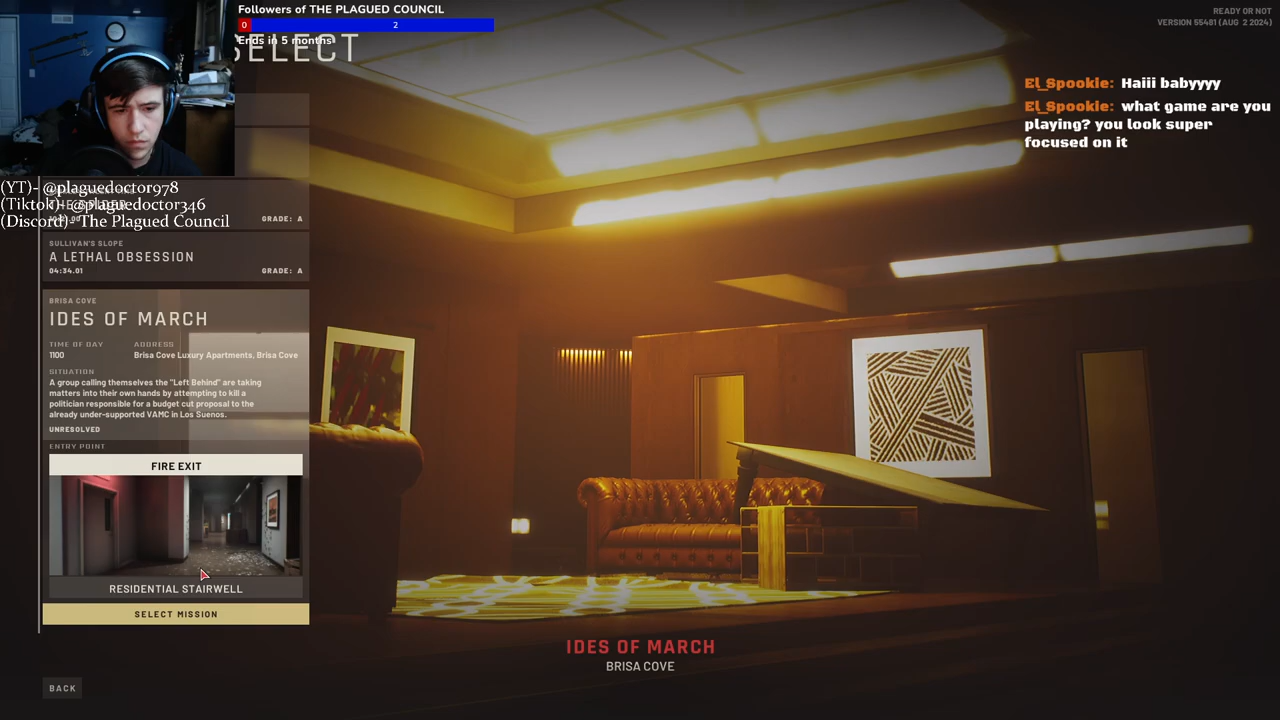 Followers of THE PLAGUED COUNCIL
0
2
Ends in 5 months
SELECT
READY OR NOT
VERSION 55481 (AUG 2 2024)
El_Spookie: Haiii babyyyy
El_Spookie: what game are you
playing? you look super
focused on it
(YT)- @plaguedoctor978
(Tiktok)- @plaguedoctor346
(Discord)- The Plagued Council
GRADE: A
SULLIVAN'S SLOPE
A LETHAL OBSESSION
04:34.01
GRADE: A
BRISA COVE
IDES OF MARCH
TIME OF DAY
ADDRESS
1100
Brisa Cove Luxury Apartments, Brisa Cove
SITUATION
A group calling themselves the "Left Behind" are taking
matters into their own hands by attempting to kill a
politician responsible for a budget cut proposal to the
already under-supported VAMC in Los Suenos.
UNRESOLVED
ENTRY POINT
FIRE EXIT
RESIDENTIAL STAIRWELL
SELECT MISSION
IDES OF MARCH
BRISA COVE
BACK